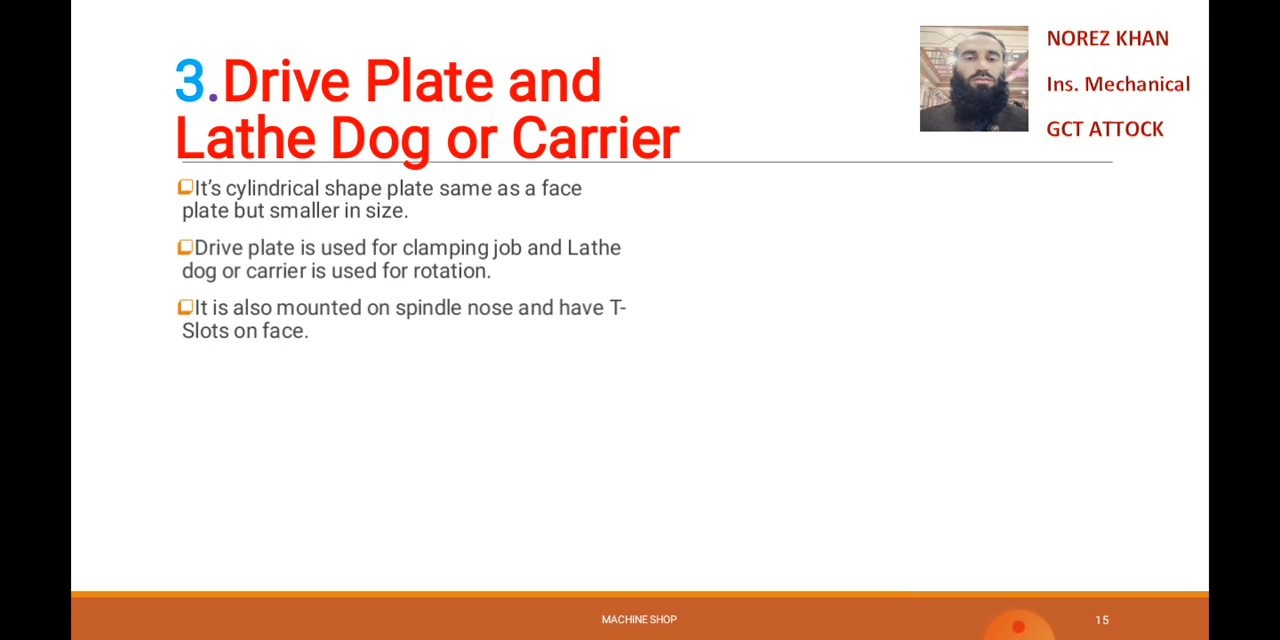 3.Drive Plate and
Lathe Dog or Carrier
NOREZ KHAN
Ins. Mechanical
GCT ATTOCK
It's cylindrical shape plate same as a face
plate but smaller in size.
Drive plate is used for clamping job and Lathe
dog or carrier is used for rotation.
It is also mounted on spindle nose and have T-
Slots on face.
MACHINE SHOP
15